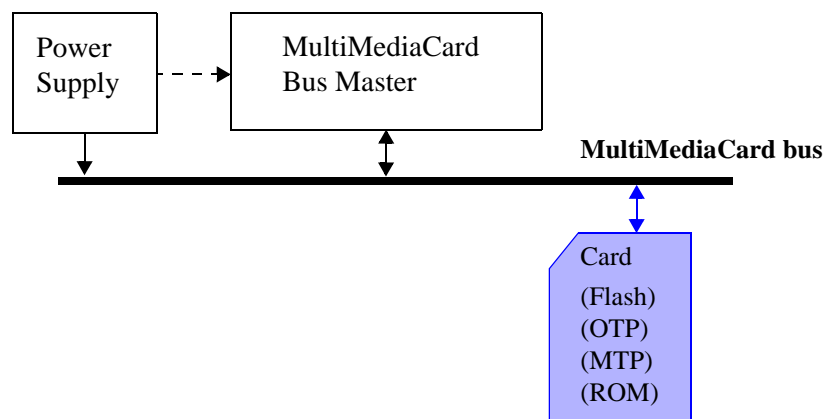 Power
Supply
MultiMediaCard
Bus Master
MultiMediaCard bus
Card
(Flash)
(OTP)
(MTP)
(ROM)